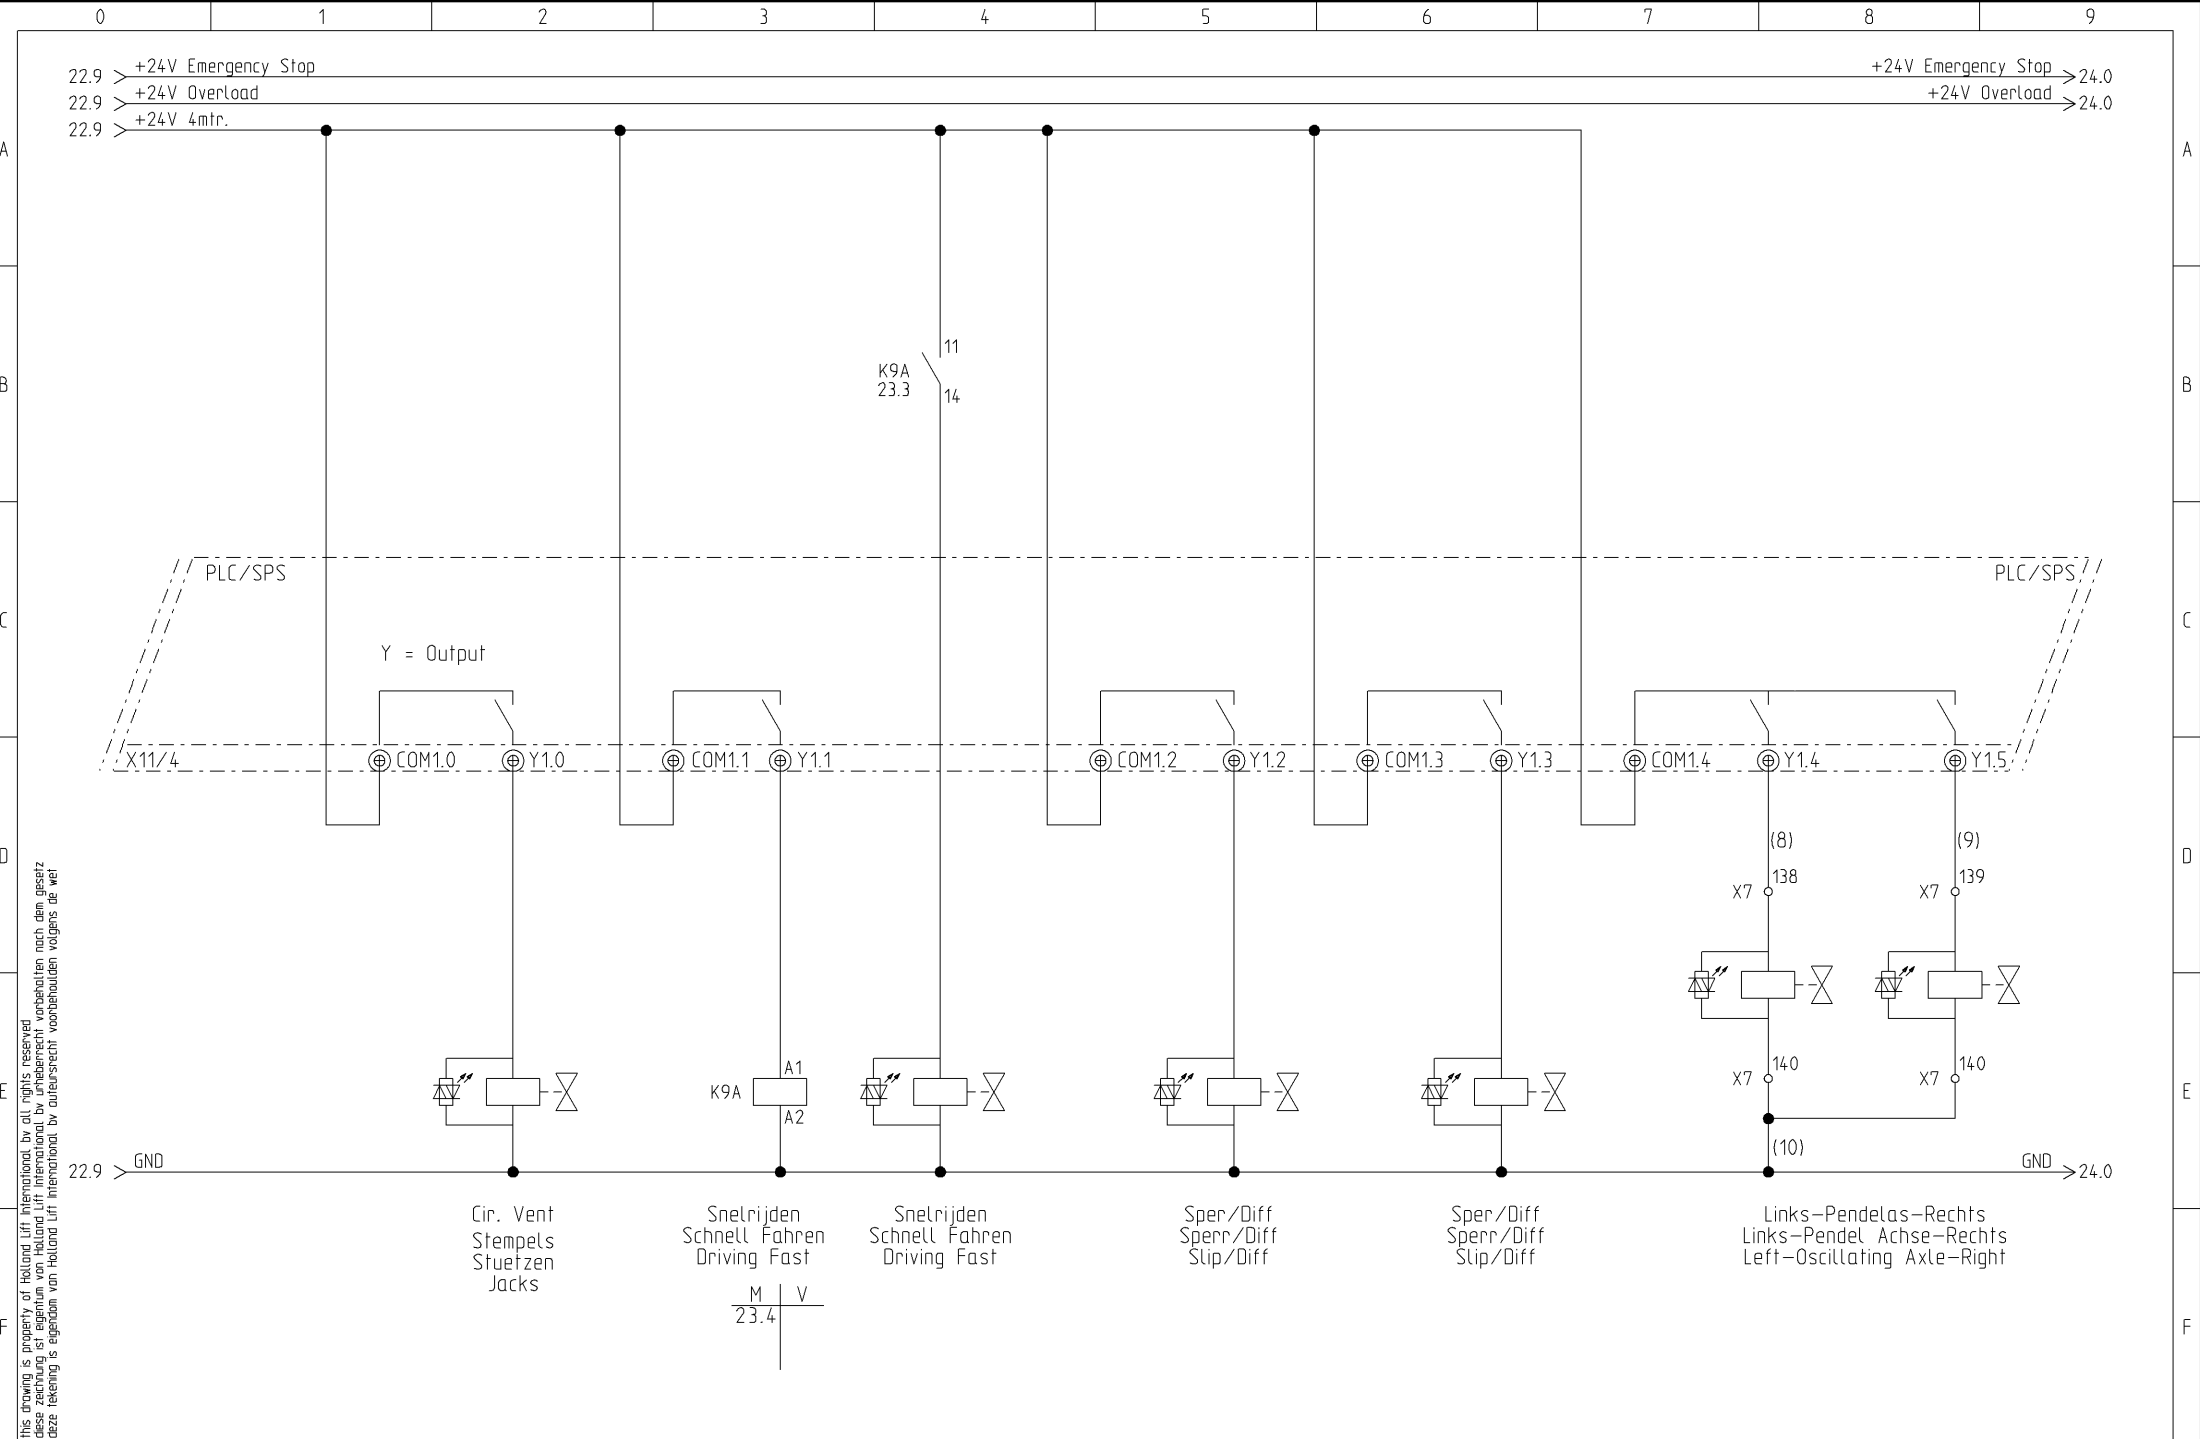 0 1 2 3 4 5 6 7 8 9
+24V Emergency Stop
22.9
+24V Emergency Stop
24.0
+24V Overload
22.9
+24V Overload
24.0
+24V 4mtr.
22.9
A
A
11
K9A
23.3
14
B
B
PLC/SPS
PLC/SPS
C
C
Y = Output
X11/4
COM1.0
Y1.0
COM1.1
Y1.1
COM1.2
Y1.2
COM1.3
Y1.3
COM1.4
Y1.4
Y1.5
(8)
(9)
D
D
138
X7
139
X7
A1
K9A
A2
140
X7
140
X7
E
E
(10)
22.9
GND
GND
24.0
Cir. Vent
Stempels
Stuetzen
Jacks
Snelrijden
Schnell Fahren
Driving Fast
M V
23.4
Snelrijden
Schnell Fahren
Driving Fast
Sper/Diff
Sperr/Diff
Slip/Diff
Sper/Diff
Sperr/Diff
Slip/Diff
Links-Pendelas-Rechts
Links-Pendel Achse-Rechts
Left-Oscillating Axle-Right
F
F
this drawing is property of Holland Lift International bv all rights reserved
diese zeichnung ist eigentum von Holland Lift International bv urheberrecht vorbehalten nach dem gesetz
deze tekening is eigendom van Holland Lift International bv auteursrecht voorbehouden volgens de wet